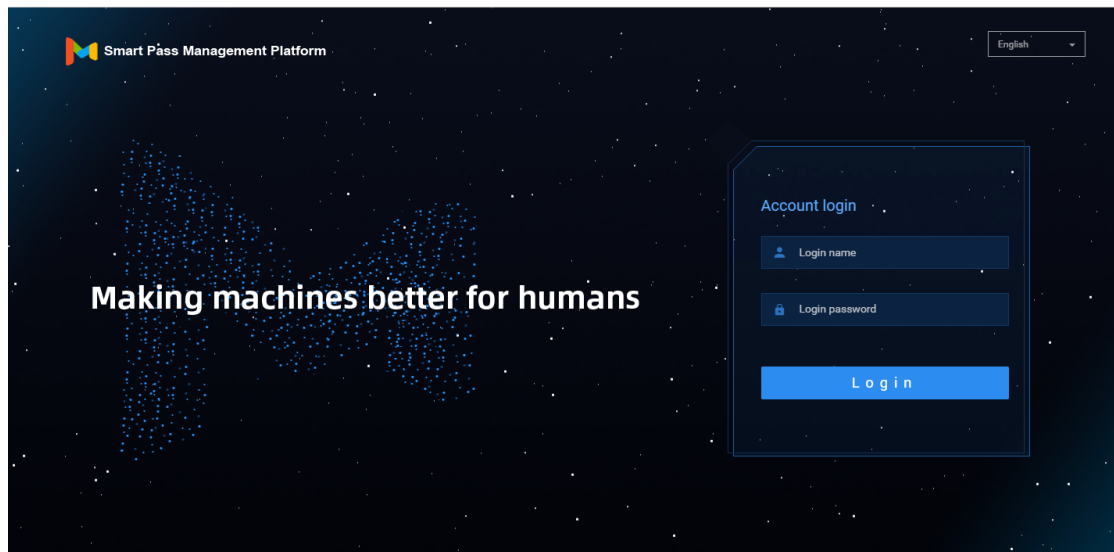 Smart Pass Management Platform
English
Account login
Login name
Making machines better for humans
Login password
Login